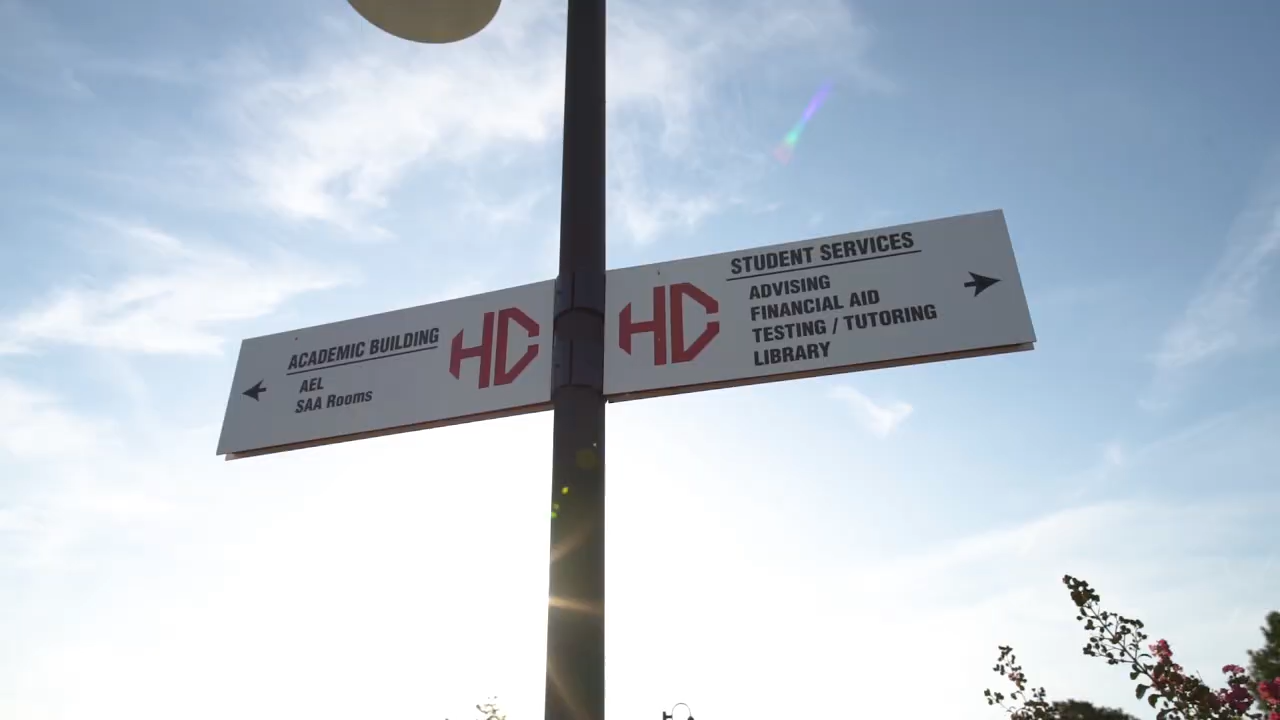 ACADEMIC BUILDING
AEL
SAA Rooms
HC
HC
STUDENT SERVICES
ADVISING
FINANCIAL AID
TESTING / TUTORING
LIBRARY